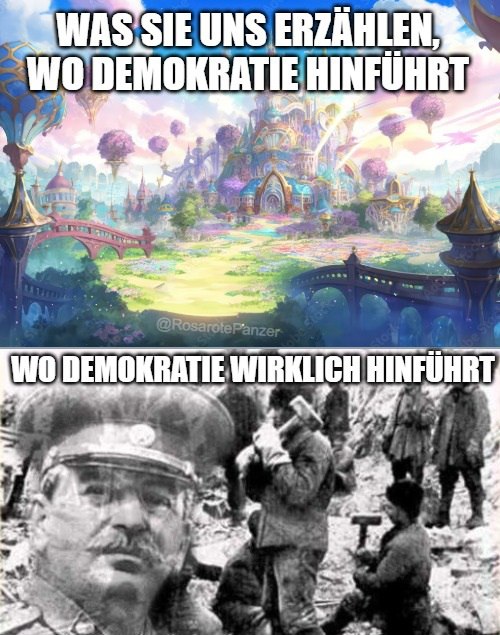 WAS SIE UNS ERZÄHLEN,
WO DEMOKRATIE HINFÜHRT
@RosarotePanzer
WO DEMOKRATIE WIRKLICH HINFÜHRT